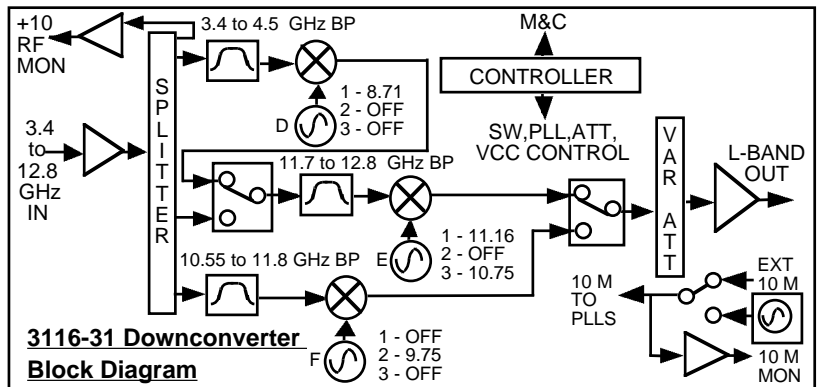 +10
RF
MON
3.4 to 4.5 GHz BP
M&C
CONTROLLER
SW,PLL,ATT,
VCC CONTROL
SPLITTER
D
1 - 8.71
2 - OFF
3 - OFF
3.4
to
12.8
GHz
IN
11.7 to 12.8 GHz BP
E
1 - 11.16
2 - OFF
3 - 10.75
VAR ATT
L-BAND
OUT
10.55 to 11.8 GHz BP
F
1 - OFF
2 - 9.75
3 - OFF
10 M
TO
PLLS
EXT
10 M
10 M
MON
3116-31 Downconverter
Block Diagram